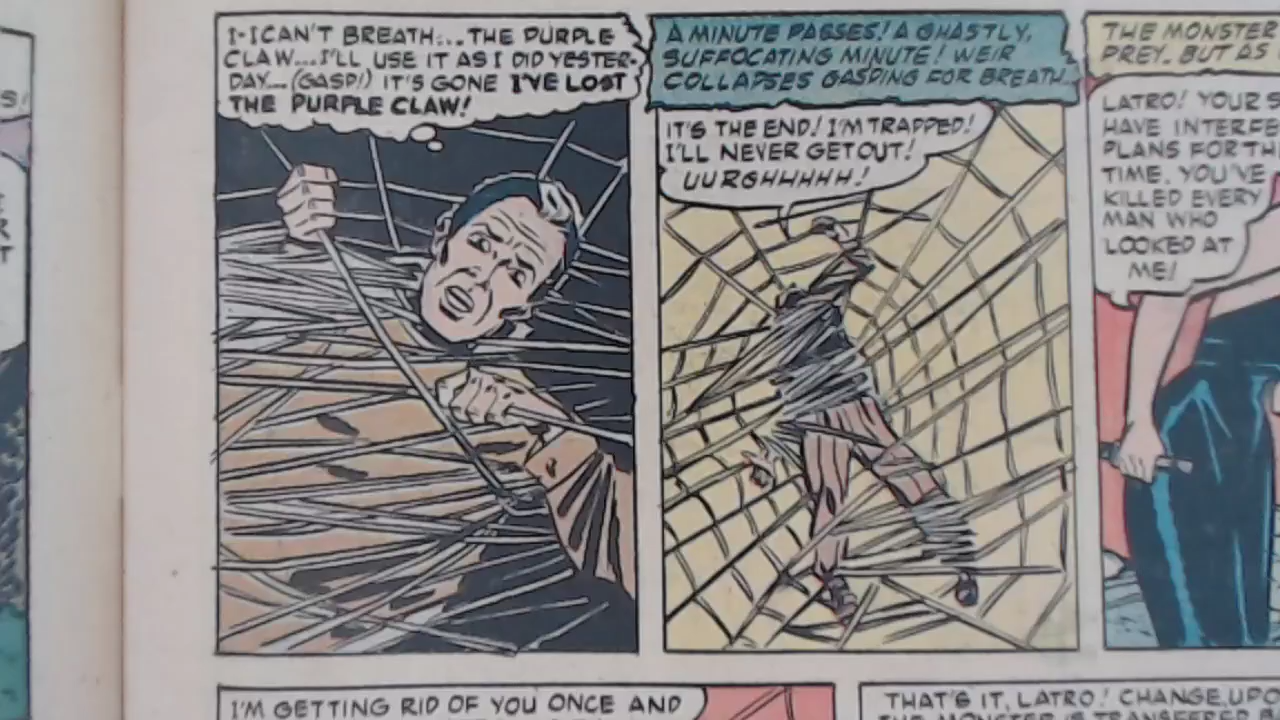 I-I CAN'T BREATH... THE PURPLE
CLAW...I'LL USE IT AS I DID YESTER-
DAY...(GASP!) IT'S GONE I'VE LOST
THE PURPLE CLAW!
A MINUTE PASSES! A GHASTLY,
SUFFOCATING MINUTE! WEIR
COLLAPSES GASPING FOR BREATH...
IT'S THE END! I'M TRAPPED!
I'LL NEVER GET OUT!
UURGHHHHH!
THE MONSTER
PREY. BUT AS
LATRO! YOUR
HAVE
PLANS FOR
TIME. YOU'VE
KILLED EVERY
MAN WHO
LOOKED AT
ME!
I'M GETTING RID OF YOU ONCE AND
THAT'S IT, LATRO! CHANGE
THE MONSTER IS TRANSFERRED